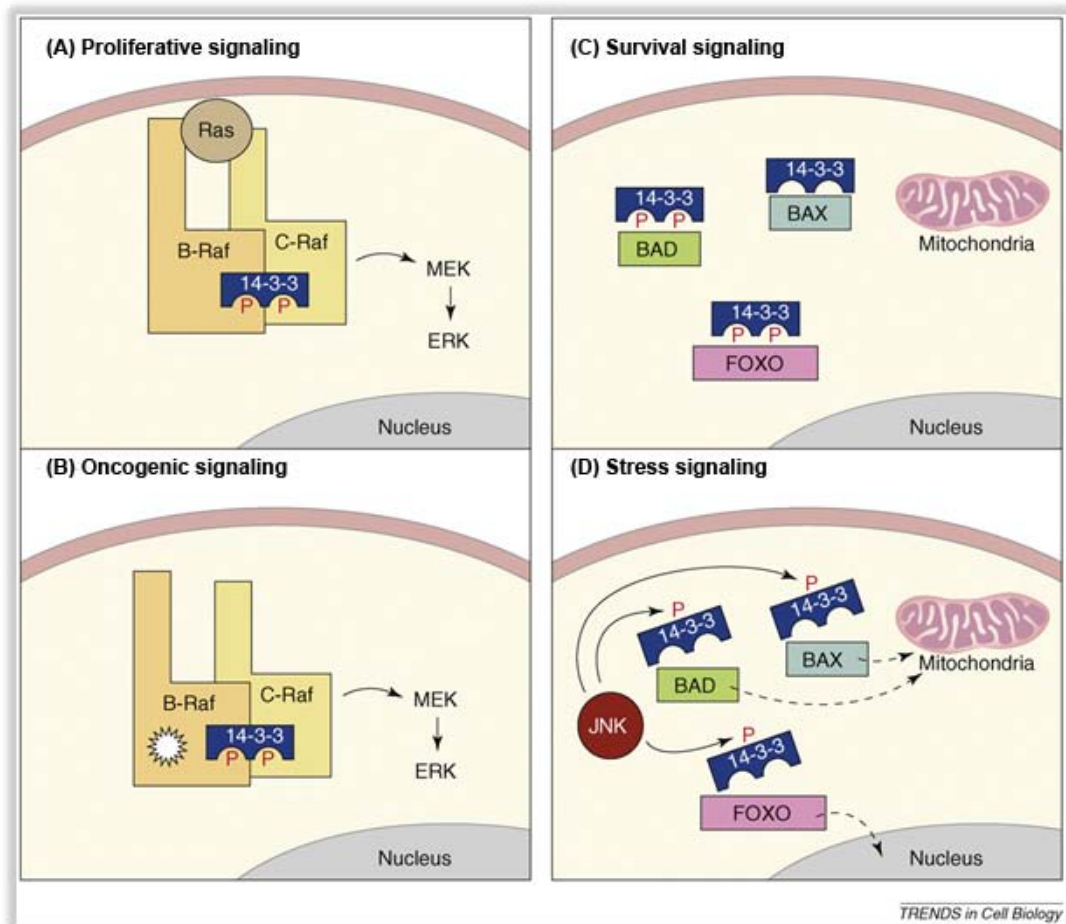 (A) Proliferative signaling
Ras
B-Raf
C-Raf
14-3-3
P P
MEK
ERK
Nucleus
(C) Survival signaling
14-3-3
P P
BAD
14-3-3
BAX
Mitochondria
14-3-3
P P
FOXO
Nucleus
(B) Oncogenic signaling
B-Raf
C-Raf
14-3-3
P P
MEK
ERK
Nucleus
(D) Stress signaling
P
14-3-3
BAD
P
14-3-3
BAX
Mitochondria
JNK
P
14-3-3
FOXO
Nucleus
TRENDS in Cell Biology